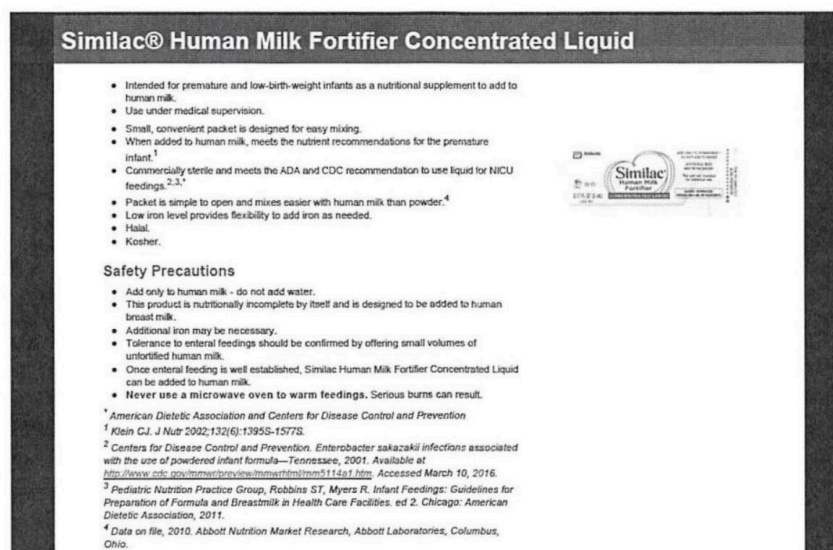 Similac® Human Milk Fortifier Concentrated Liquid
• Intended for premature and low-birth-weight infants as a nutritional supplement to add to
human milk.
• Use under medical supervision.
• Small, convenient packet is designed for easy mixing.
• When added to human milk, meets the nutrient recommendations for the premature
infant.1
• Commercially sterile and meets the ADA and CDC recommendation to use liquid for NICU
feedings.2,3,*
• Packet is simple to open and mixes easier with human milk than powder.4
• Low iron level provides flexibility to add iron as needed.
• Halal.
• Kosher.
Abbott
Similac
Human Milk
Fortifier
Safety Precautions
• Add only to human milk - do not add water.
• This product is nutritionally incomplete by itself and is designed to be added to human
breast milk.
• Additional iron may be necessary.
• Tolerance to enteral feedings should be confirmed by offering small volumes of
unfortified human milk.
• Once enteral feeding is well established, Similac Human Milk Fortifier Concentrated Liquid
can be added to human milk.
• Never use a microwave oven to warm feedings. Serious burns can result.
* American Dietetic Association and Centers for Disease Control and Prevention
1 Klein CJ. J Nutr 2002;132(6):1395S-1577S.
2 Centers for Disease Control and Prevention. Enterobacter sakazakii infections associated
with the use of powdered infant formula—Tennessee, 2001. Available at
http://www.cdc.gov/mmwr/preview/mmwrhtml/mm5114a1.htm. Accessed March 10, 2016.
3 Pediatric Nutrition Practice Group, Robbins ST, Myers R. Infant Feedings: Guidelines for
Preparation of Formula and Breastmilk in Health Care Facilities. ed 2. Chicago: American
Dietetic Association, 2011.
4 Data on file, 2010. Abbott Nutrition Market Research, Abbott Laboratories, Columbus,
Ohio.